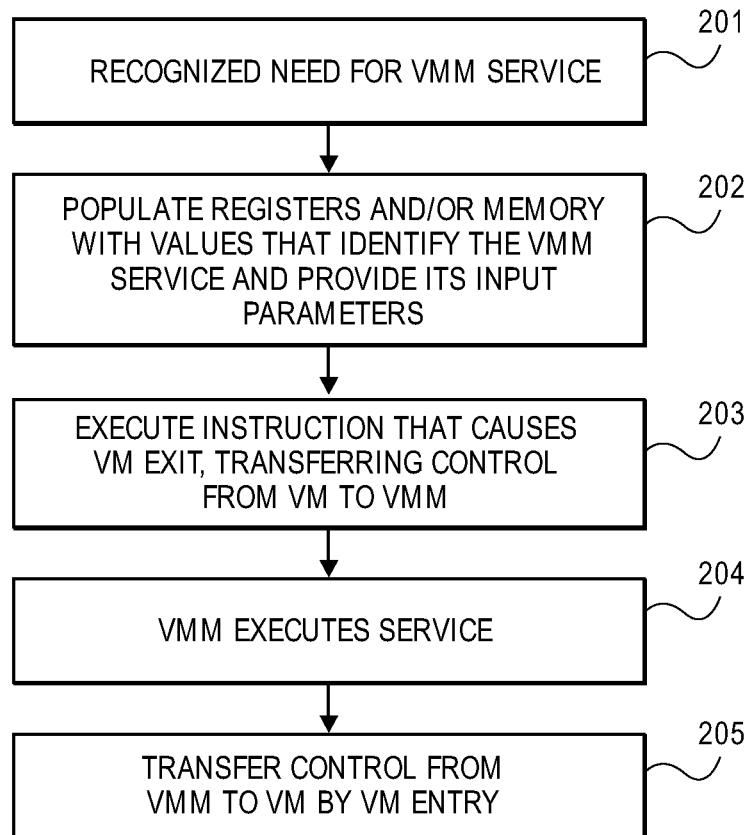 201
RECOGNIZED NEED FOR VMM SERVICE
202
POPULATE REGISTERS AND/OR MEMORY
WITH VALUES THAT IDENTIFY THE VMM
SERVICE AND PROVIDE ITS INPUT
PARAMETERS
203
EXECUTE INSTRUCTION THAT CAUSES
VM EXIT, TRANSFERRING CONTROL
FROM VM TO VMM
204
VMM EXECUTES SERVICE
205
TRANSFER CONTROL FROM
VMM TO VM BY VM ENTRY